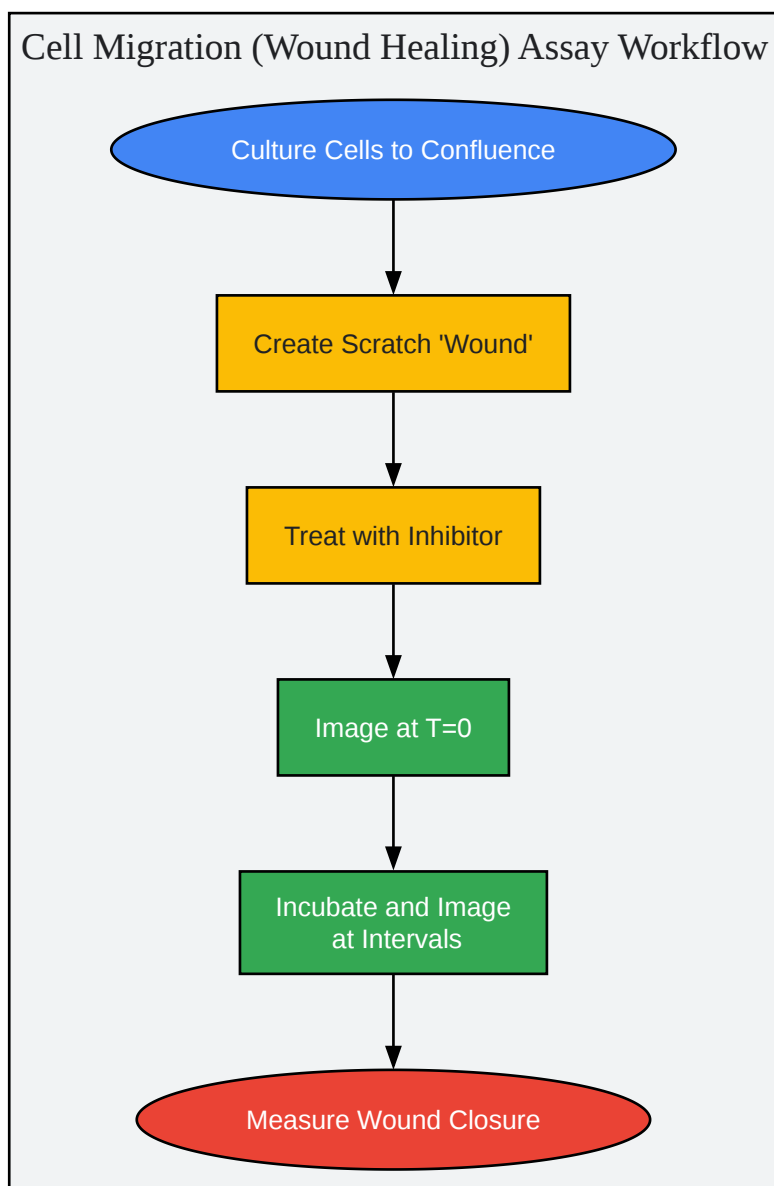 Cell Migration (Wound Healing) Assay Workflow
Culture Cells to Confluence
Create Scratch 'Wound'
Treat with Inhibitor
Image at T=0
Incubate and Image
at Intervals
Measure Wound Closure